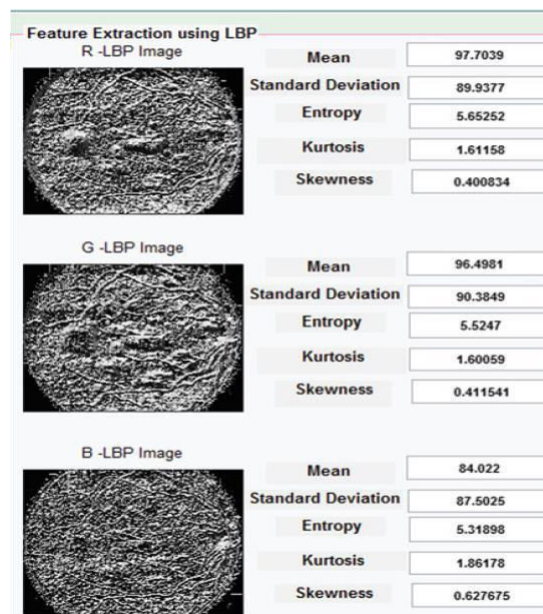 Feature Extraction using LBP
R -LBP Image
Mean 97.7039
Standard Deviation 89.9377
Entropy 5.65252
Kurtosis 1.61158
Skewness 0.400834
G -LBP Image
Mean 96.4981
Standard Deviation 90.3849
Entropy 5.5247
Kurtosis 1.60059
Skewness 0.411541
B -LBP Image
Mean 84.022
Standard Deviation 87.5025
Entropy 5.31898
Kurtosis 1.86178
Skewness 0.627675